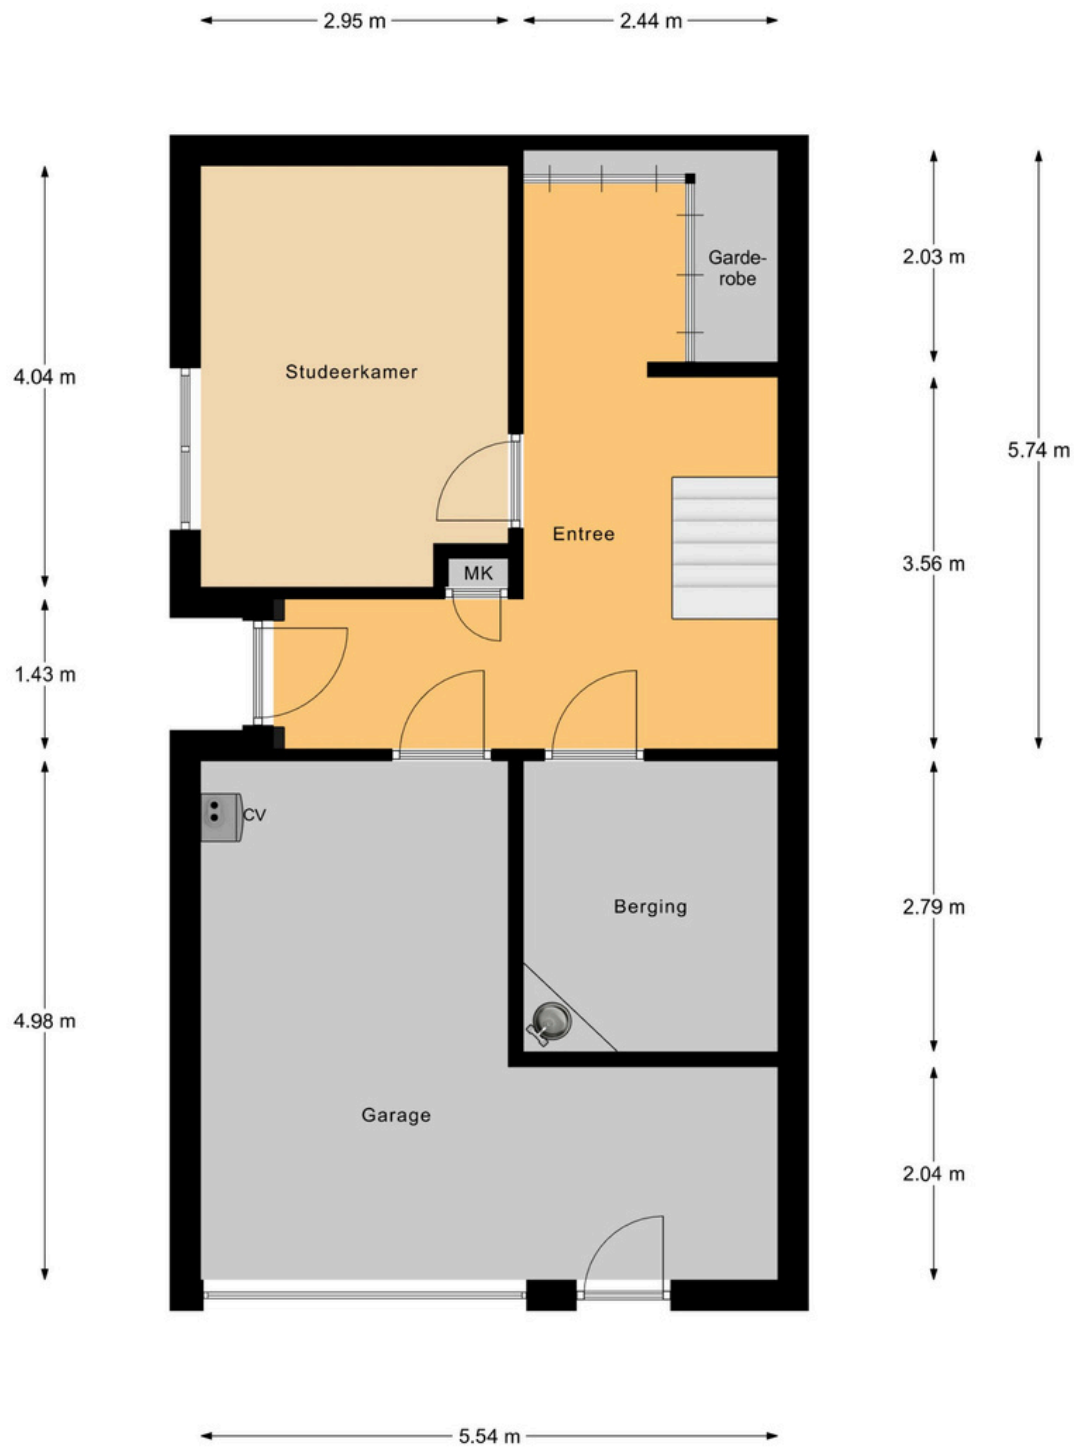 2.95 m
2.44 m
Garde-
robe
2.03 m
4.04 m
Studeerkamer
5.74 m
Entree
3.56 m
MK
1.43 m
CV
Berging
2.79 m
4.98 m
Garage
2.04 m
5.54 m